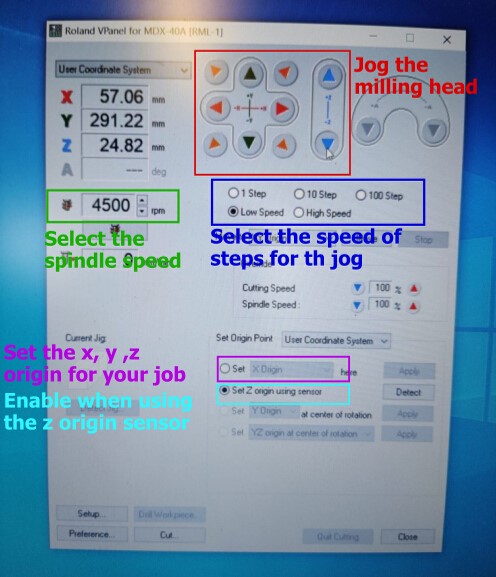 Roland VPanel for MDX-40A [RML-1]
User Coordinate System
X 57.06 mm
Y 291.22 mm
Z 24.82 mm
A --- deg
4500 rpm
Jog the
milling head
+Y
-X +X
-Y
+Z
-Z
1 Step 10 Step 100 Step
Low Speed High Speed
Select the
spindle speed
Select the speed of
steps for th jog
Stop
0
Cutting Speed 100 %
Spindle Speed : 100 %
Current Jig:
Set Origin Point : User Coordinate System
Set the x, y ,z
origin for your job
Set X Origin here Apply
Enable when using
the z origin sensor
Set Z origin using sensor Detect
Set Y Origin at center of rotation Apply
Set YZ origin at center of rotation Apply
Setup... Drill Workpiece...
Preference... Cut... Quit Cutting Close